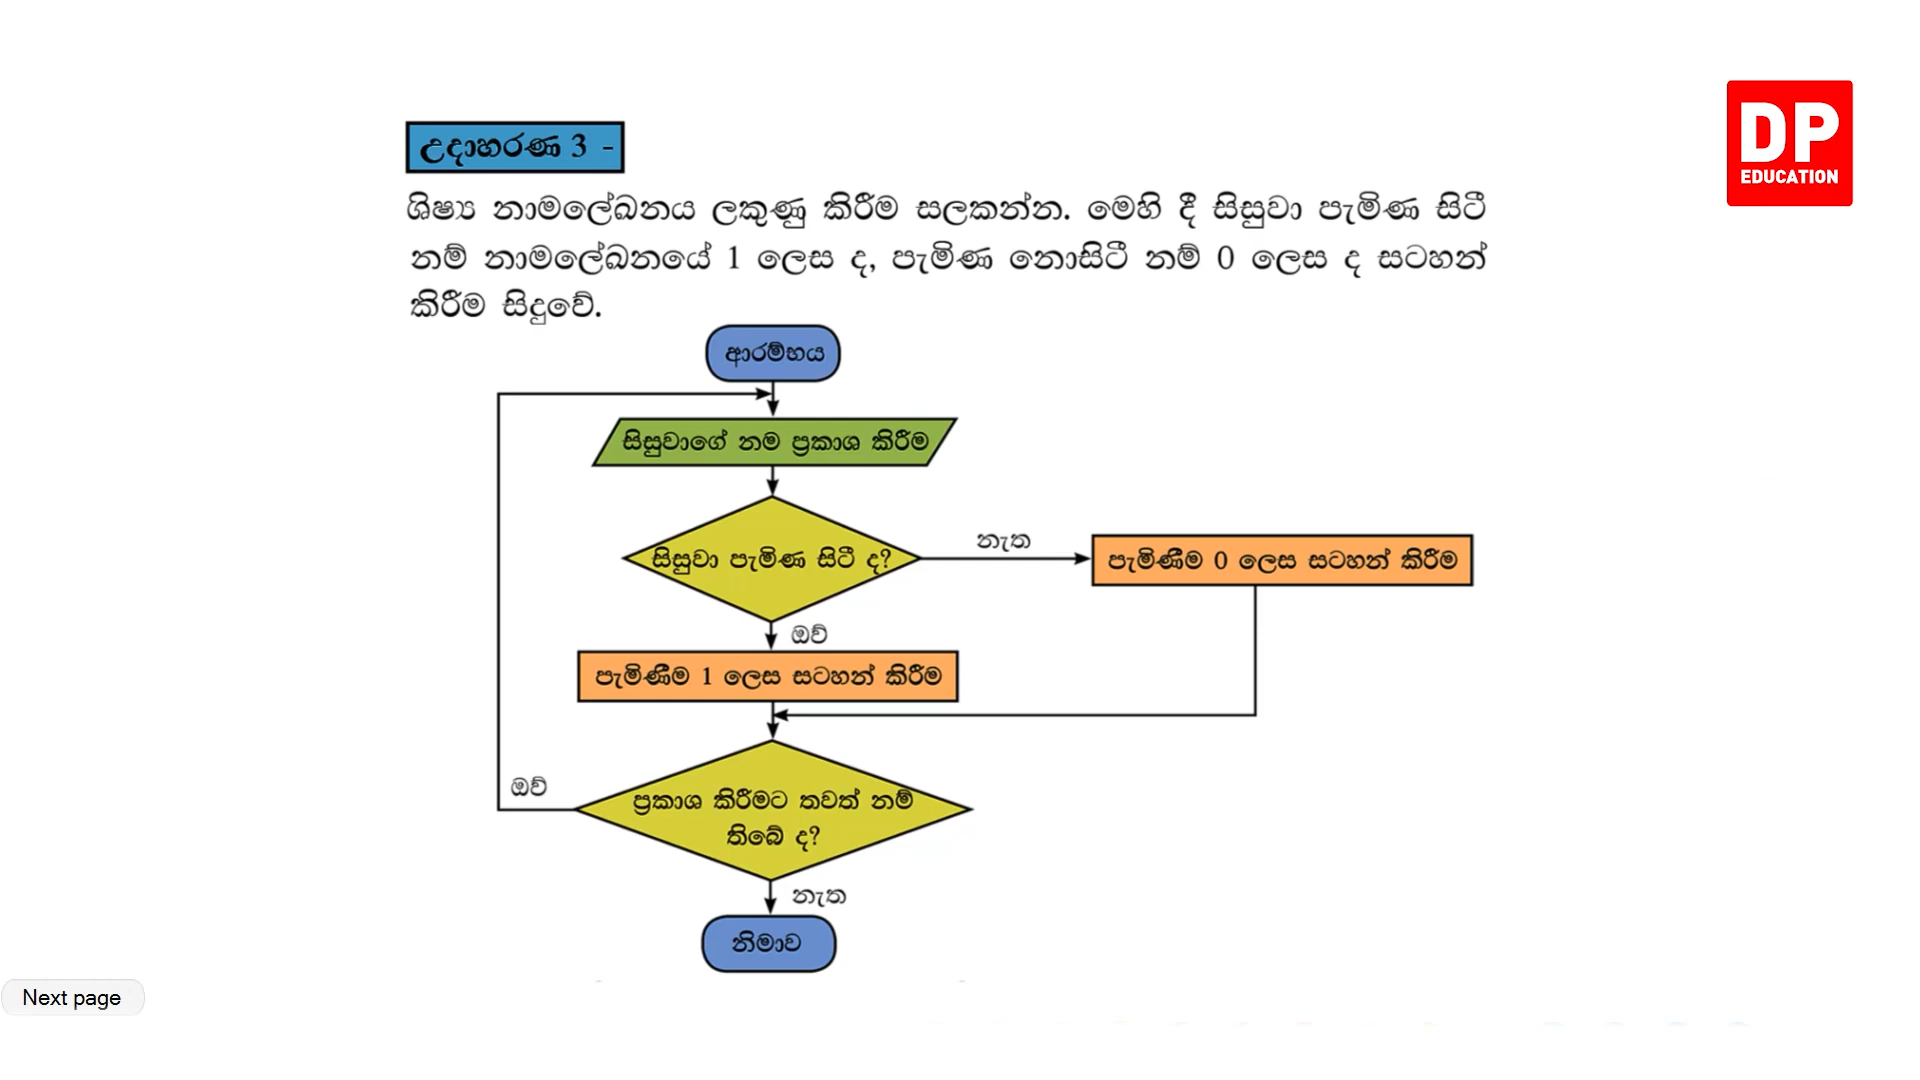 උදාහරණ 3 -
DP
EDUCATION
ශිෂ්‍ය නාමලේඛනය ලකුණු කිරීම සලකන්න. මෙහි දී සිසුවා පැමිණ සිටී
නම් නාමලේඛනයේ 1 ලෙස ද, පැමිණ නොසිටී නම් 0 ලෙස ද සටහන්
කිරීම සිදුවේ.
ආරම්භය
සිසුවාගේ නම ප්‍රකාශ කිරීම
සිසුවා පැමිණ සිටී ද?
නැත
පැමිණීම 0 ලෙස සටහන් කිරීම
ඔව්
පැමිණීම 1 ලෙස සටහන් කිරීම
ඔව්
ප්‍රකාශ කිරීමට තවත් නම්
තිබේ ද?
නැත
නිමාව
Next page